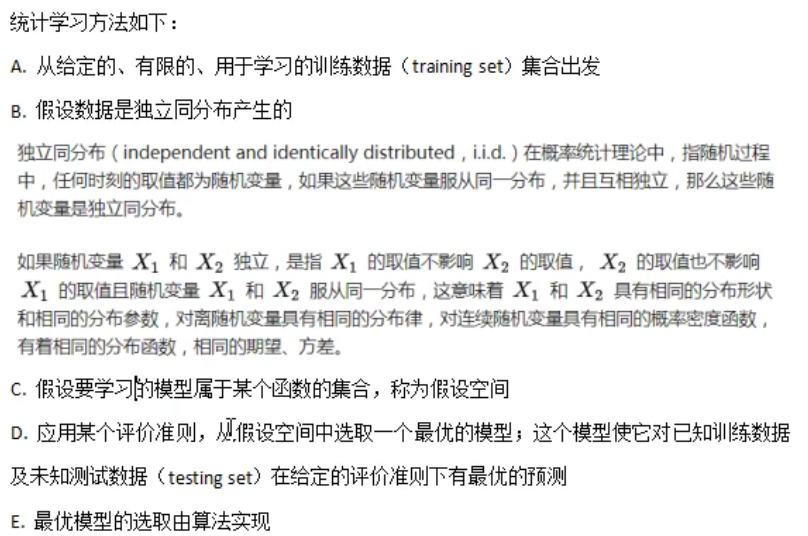 统计学习方法如下：
A. 从给定的、有限的、用于学习的训练数据（training set）集合出发
B. 假设数据是独立同分布产生的
独立同分布（independent and identically distributed，i.i.d.）在概率统计理论中，指随机过程
中，任何时刻的取值都为随机变量，如果这些随机变量服从同一分布，并且互相独立，那么这些随
机变量是独立同分布。
如果随机变量 X₁ 和 X₂ 独立，是指 X₁ 的取值不影响 X₂ 的取值，X₂ 的取值也不影响
X₁ 的取值且随机变量 X₁ 和 X₂ 服从同一分布，这意味着 X₁ 和 X₂ 具有相同的分布形状
和相同的分布参数，对离随机变量具有相同的分布律，对连续随机变量具有相同的概率密度函数，
有着相同的分布函数，相同的期望、方差。
C. 假设要学习的模型属于某个函数的集合，称为假设空间
D. 应用某个评价准则，从假设空间中选取一个最优的模型；这个模型使它对已知训练数据
及未知测试数据（testing set）在给定的评价准则下有最优的预测
E. 最优模型的选取由算法实现